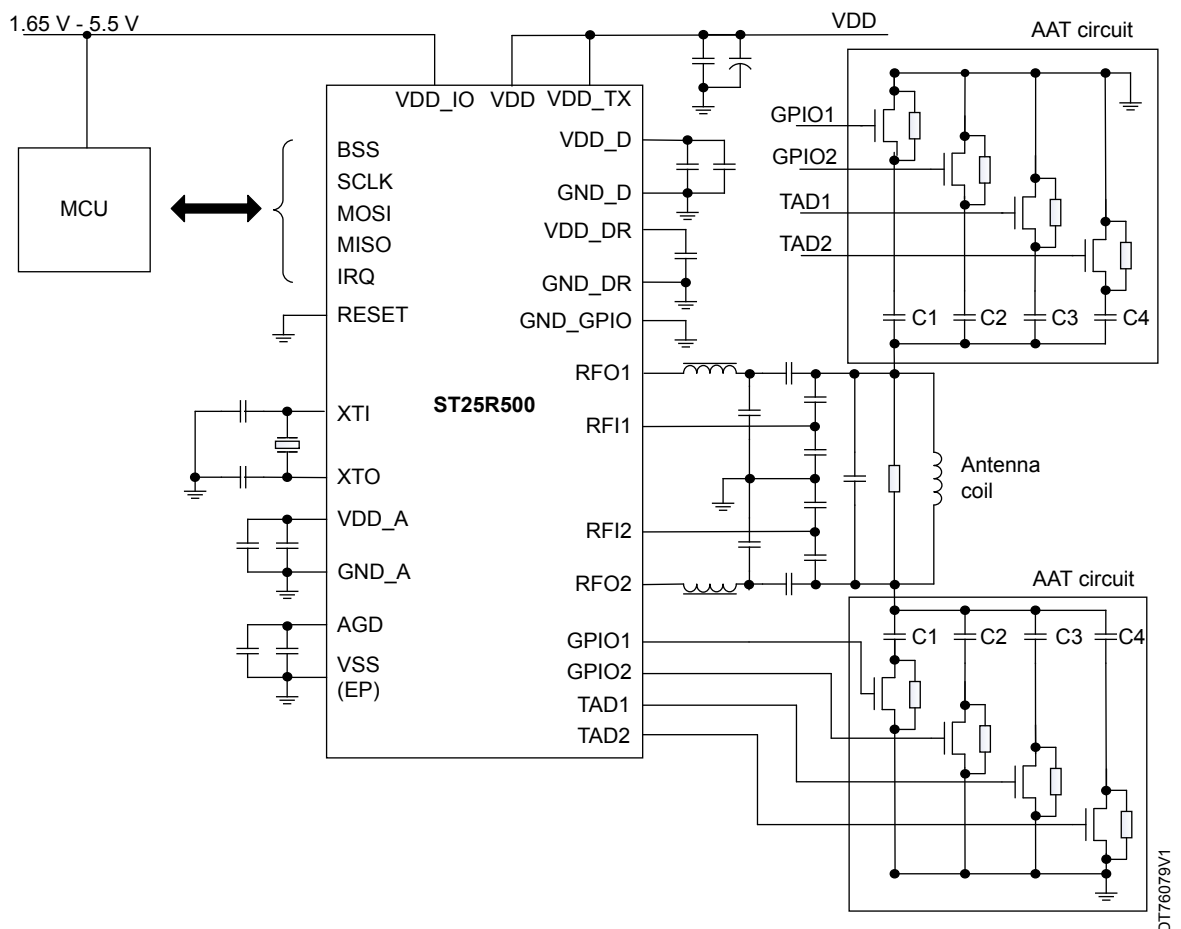 1.65 V - 5.5 V
VDD
AAT circuit
VDD_IO VDD VDD_TX
GPIO1
GPIO2
TAD1
TAD2
C1 C2 C3 C4
MCU
BSS
SCLK
MOSI
MISO
IRQ
RESET
XTI
XTO
VDD_A
GND_A
AGD
VSS
(EP)
ST25R500
VDD_D
GND_D
VDD_DR
GND_DR
GND_GPIO
RFO1
RFI1
RFI2
RFO2
GPIO1
GPIO2
TAD1
TAD2
Antenna
coil
AAT circuit
C1 C2 C3 C4
DT76079V1